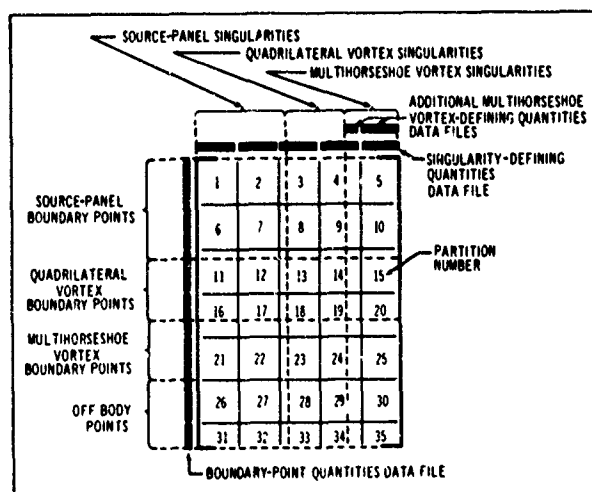 SOURCE-PANEL SINGULARITIES
QUADRILATERAL VORTEX SINGULARITIES
MULTIHORSESHOE VORTEX SINGULARITIES
ADDITIONAL MULTIHORSESHOE
VORTEX-DEFINING QUANTITIES
DATA FILES
SINGULARITY-DEFINING
QUANTITIES
DATA FILE
SOURCE-PANEL
BOUNDARY POINTS
1 2 3 4 5
6 7 8 9 10
PARTITION
NUMBER
QUADRILATERAL
VORTEX
BOUNDARY POINTS
11 12 13 14 15
16 17 18 19 20
MULTIHORSESHOE
VORTEX
BOUNDARY POINTS
21 22 23 24 25
OFF BODY
POINTS
26 27 28 29 30
31 32 33 34 35
BOUNDARY-POINT QUANTITIES DATA FILE